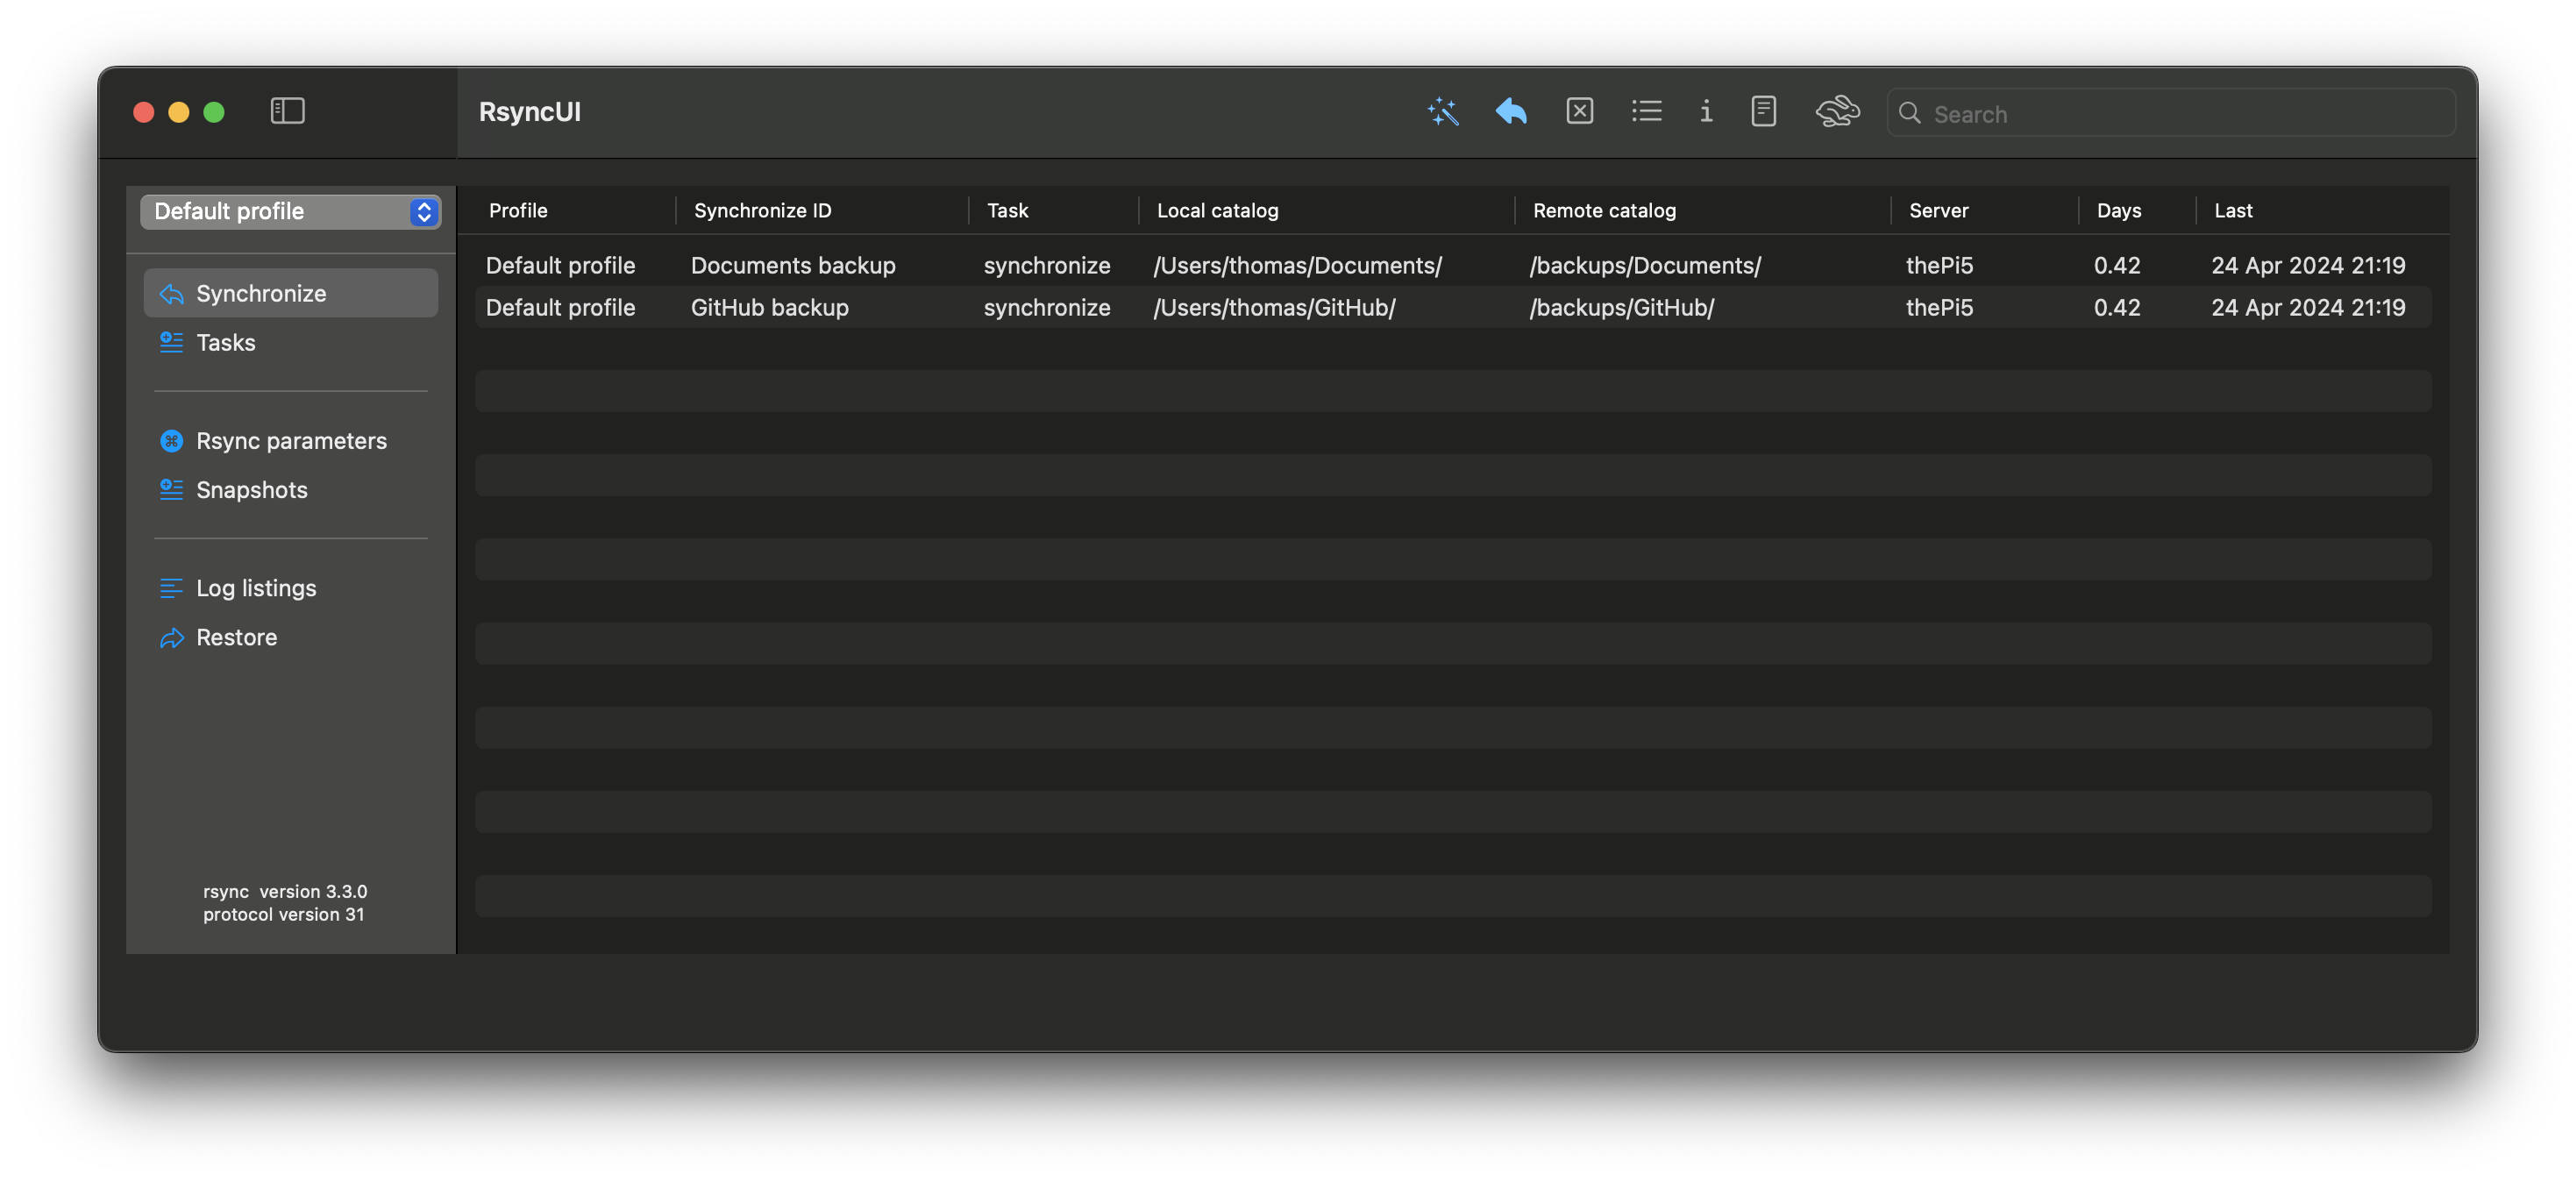 RsyncUI
Search
Default profile
Synchronize
Tasks
Rsync parameters
Snapshots
Log listings
Restore
rsync  version 3.3.0
protocol version 31
Profile Synchronize ID Task Local catalog Remote catalog Server Days Last
Default profile Documents backup synchronize /Users/thomas/Documents/ /backups/Documents/ thePi5 0.42 24 Apr 2024 21:19
Default profile GitHub backup synchronize /Users/thomas/GitHub/ /backups/GitHub/ thePi5 0.42 24 Apr 2024 21:19